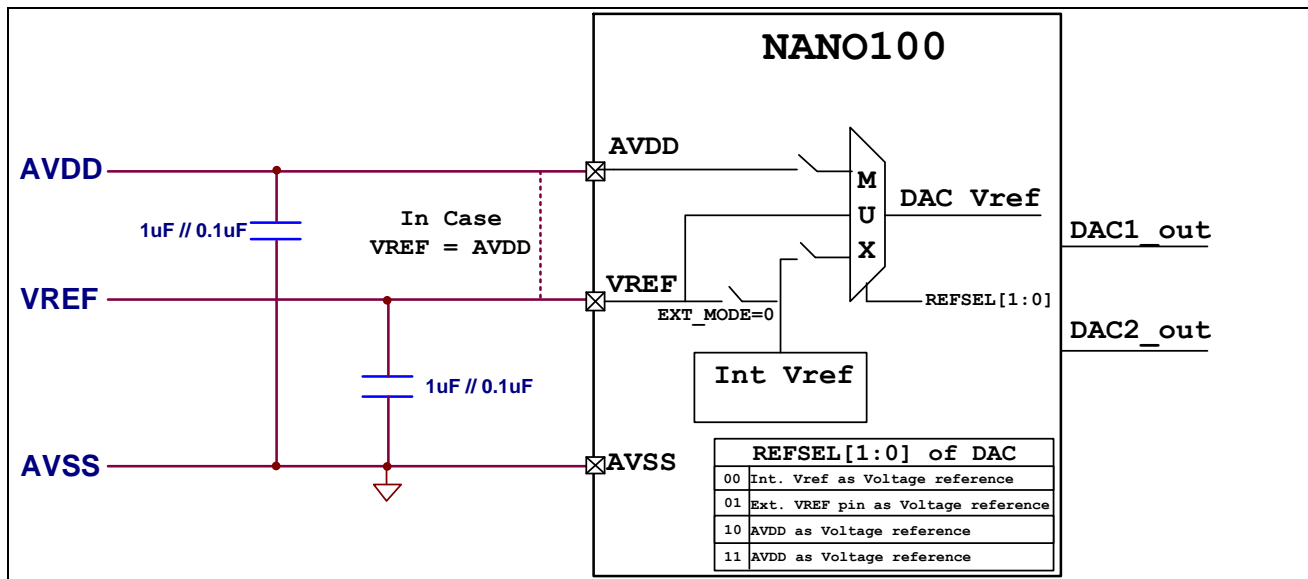 NANO100
AVDD
AVDD
1uF // 0.1uF
In Case
VREF = AVDD
M
U
X
DAC Vref
DAC1_out
VREF
VREF
EXT_MODE=0
REFSEL[1:0]
DAC2_out
1uF // 0.1uF
Int Vref
AVSS
AVSS
REFSEL[1:0] of DAC
00 Int. Vref as Voltage reference
01 Ext. VREF pin as Voltage reference
10 AVDD as Voltage reference
11 AVDD as Voltage reference